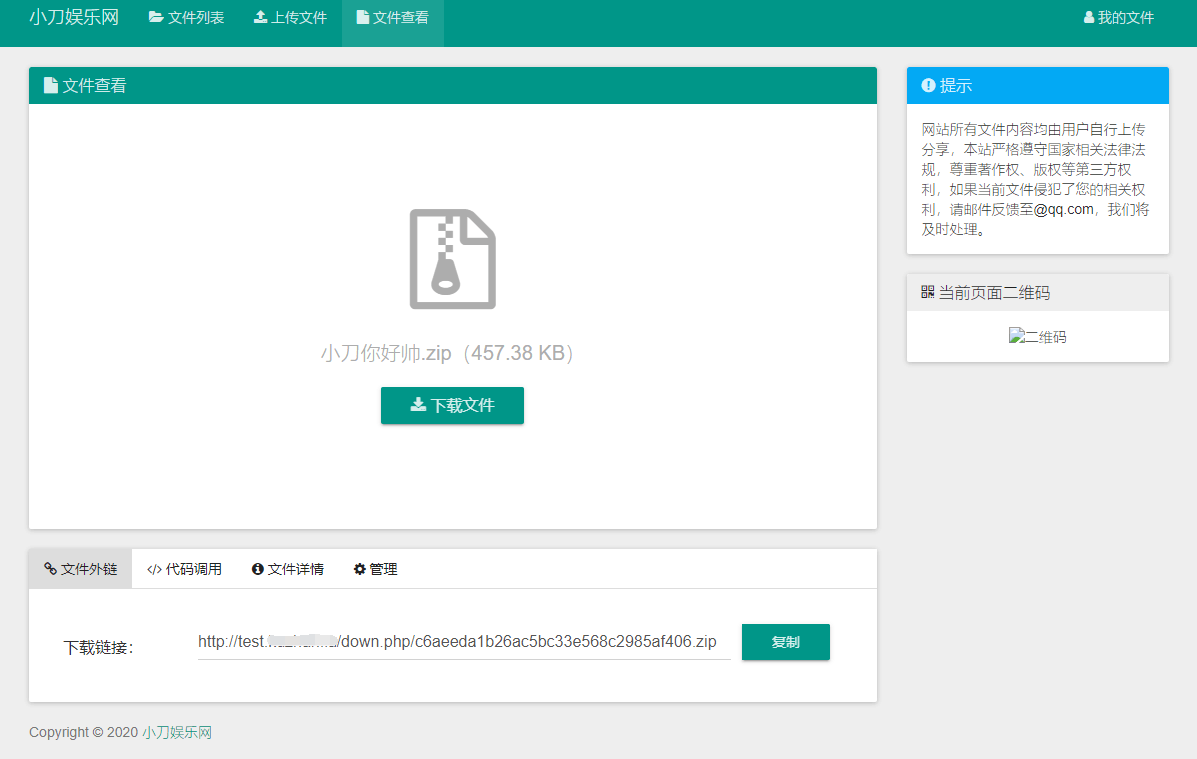 小刀娱乐网 文件列表 上传文件 文件查看 我的文件
文件查看
小刀你好帅.zip（457.38 KB）
下载文件
文件外链 代码调用 文件详情 管理
下载链接： http://test. /down.php/c6aeeda1b26ac5bc33e568c2985af406.zip 复制
提示
网站所有文件内容均由用户自行上传
分享，本站严格遵守国家相关法律法
规，尊重著作权、版权等第三方权
利，如果当前文件侵犯了您的相关权
利，请邮件反馈至@qq.com，我们将
及时处理。
当前页面二维码
二维码
Copyright © 2020 小刀娱乐网